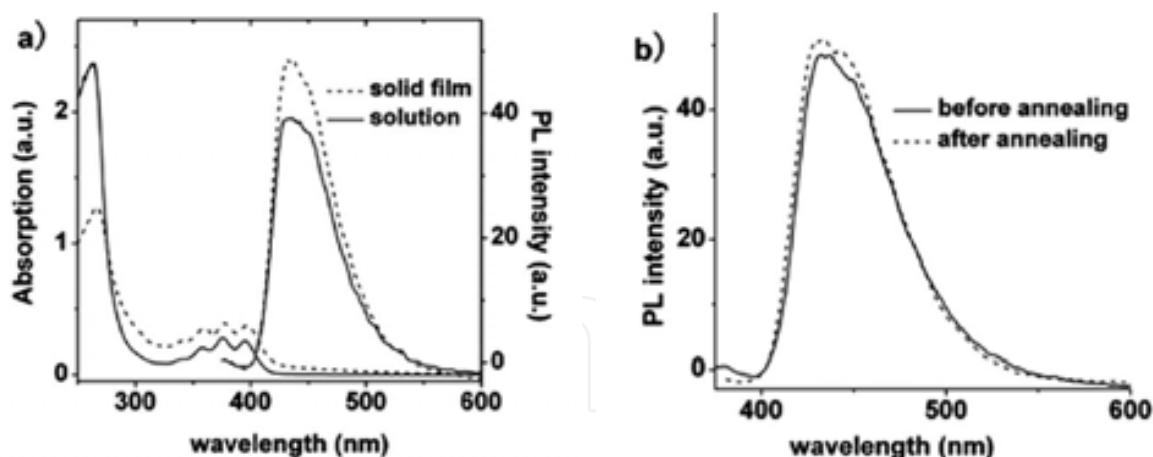 a)
solid film
solution
Absorption (a.u.)
2
1
0
PL intensity (a.u.)
40
20
0
300
400
500
600
wavelength (nm)
b)
before annealing
after annealing
PL intensity (a.u.)
40
20
0
400
500
600
wavelength (nm)